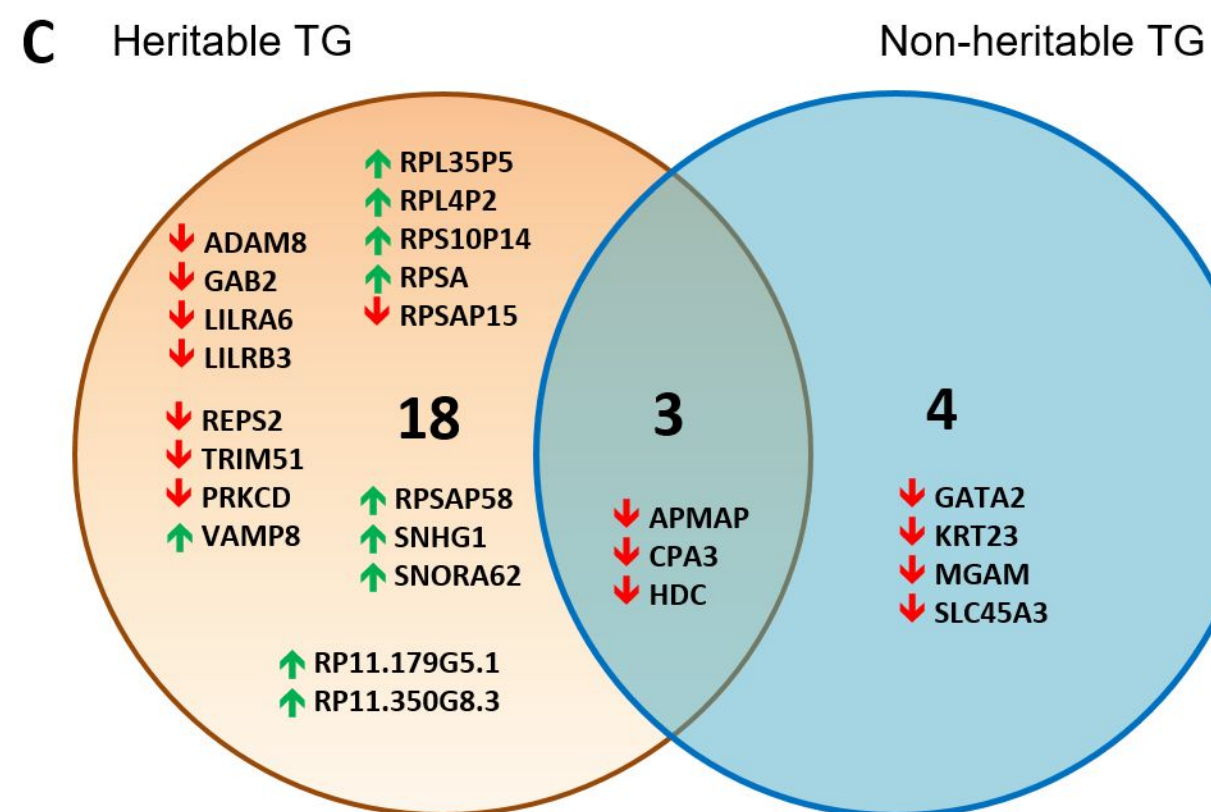 C
Heritable TG
Non-heritable TG
RPL35P5
RPL4P2
RPS10P14
RPSA
RPSAP15
ADAM8
GAB2
LILRA6
LILRB3
REPS2
TRIM51
PRKCD
VAMP8
18
RPSAP58
SNHG1
SNORA62
RP11.179G5.1
RP11.350G8.3
3
APMAP
CPA3
HDC
4
GATA2
KRT23
MGAM
SLC45A3